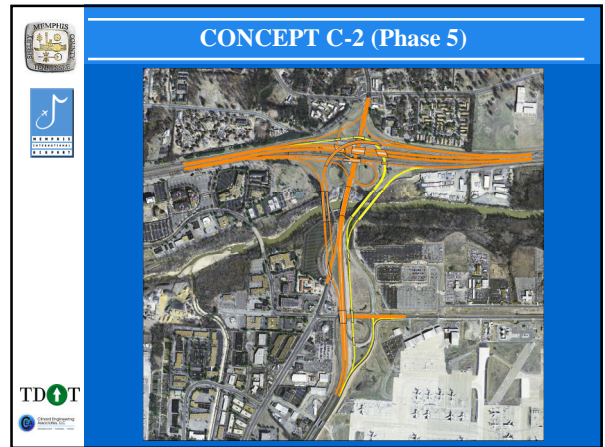 CONCEPT C-2 (Phase 5)
MEMPHIS
COUNTY
TENNESSEE
MEMPHIS
INTERNATIONAL
AIRPORT
TDOT